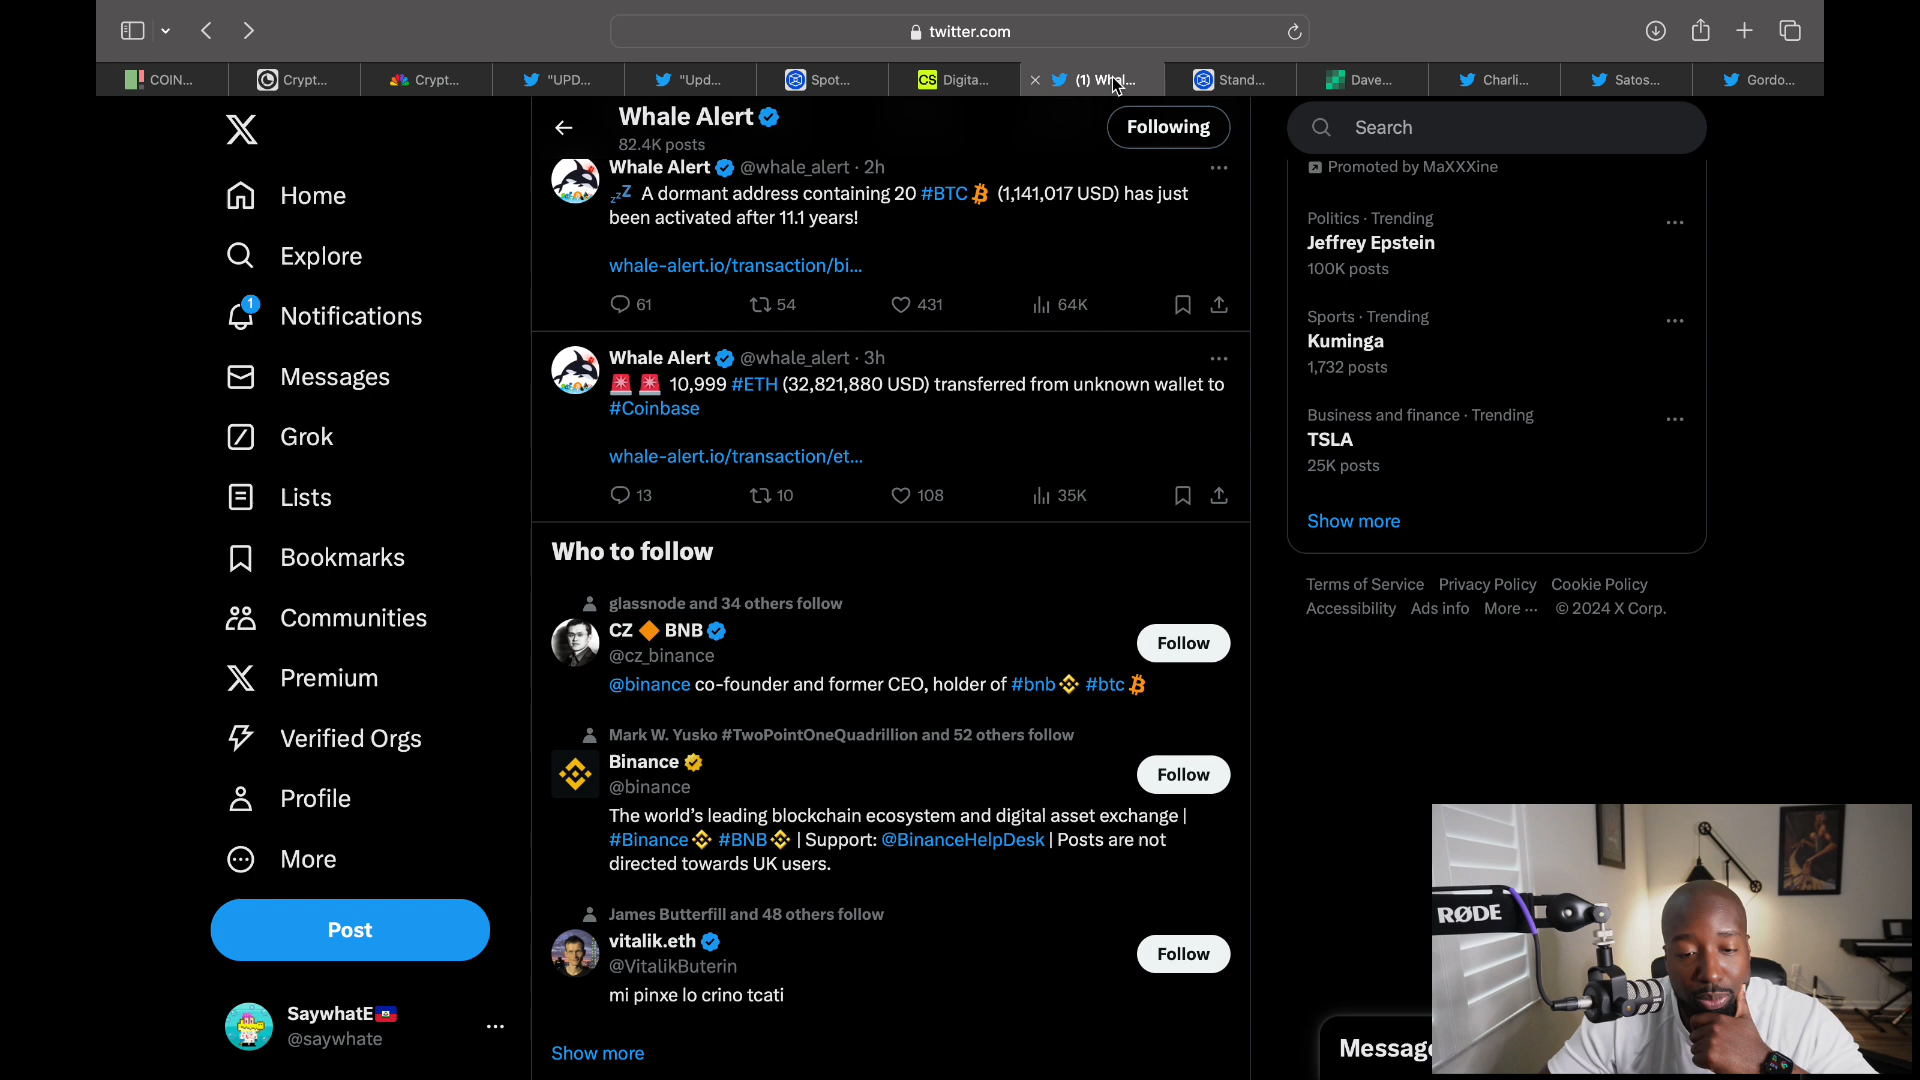 twitter.com
COIN...
Crypt...
Crypt...
"UPD...
"Upd...
Spot...
CS Digita...
(1) Whal...
Stand...
Dave...
Charli...
Satos...
Gordo...
Home
Explore
1
Notifications
Messages
Grok
Lists
Bookmarks
Communities
Premium
Verified Orgs
Profile
More
Post
SaywhatE
@saywhate
Whale Alert
82.4K posts
Following
Whale Alert @whale_alert · 2h
A dormant address containing 20 #BTC (1,141,017 USD) has just
been activated after 11.1 years!
whale-alert.io/transaction/bi...
61 54 431 64K
Whale Alert @whale_alert · 3h
🚨 🚨 10,999 #ETH (32,821,880 USD) transferred from unknown wallet to
#Coinbase
whale-alert.io/transaction/et...
13 10 108 35K
Who to follow
glassnode and 34 others follow
CZ 🔶 BNB
@cz_binance
Follow
@binance co-founder and former CEO, holder of #bnb #btc
Mark W. Yusko #TwoPointOneQuadrillion and 52 others follow
Binance
@binance
Follow
The world's leading blockchain ecosystem and digital asset exchange |
#Binance #BNB | Support: @BinanceHelpDesk | Posts are not
directed towards UK users.
James Butterfill and 48 others follow
vitalik.eth
@VitalikButerin
Follow
mi pinxe lo crino tcati
Show more
Search
Promoted by MaXXXine
Politics · Trending
Jeffrey Epstein
100K posts
Sports · Trending
Kuminga
1,732 posts
Business and finance · Trending
TSLA
25K posts
Show more
Terms of Service Privacy Policy Cookie Policy
Accessibility Ads info More ··· © 2024 X Corp.
Message
RØDE